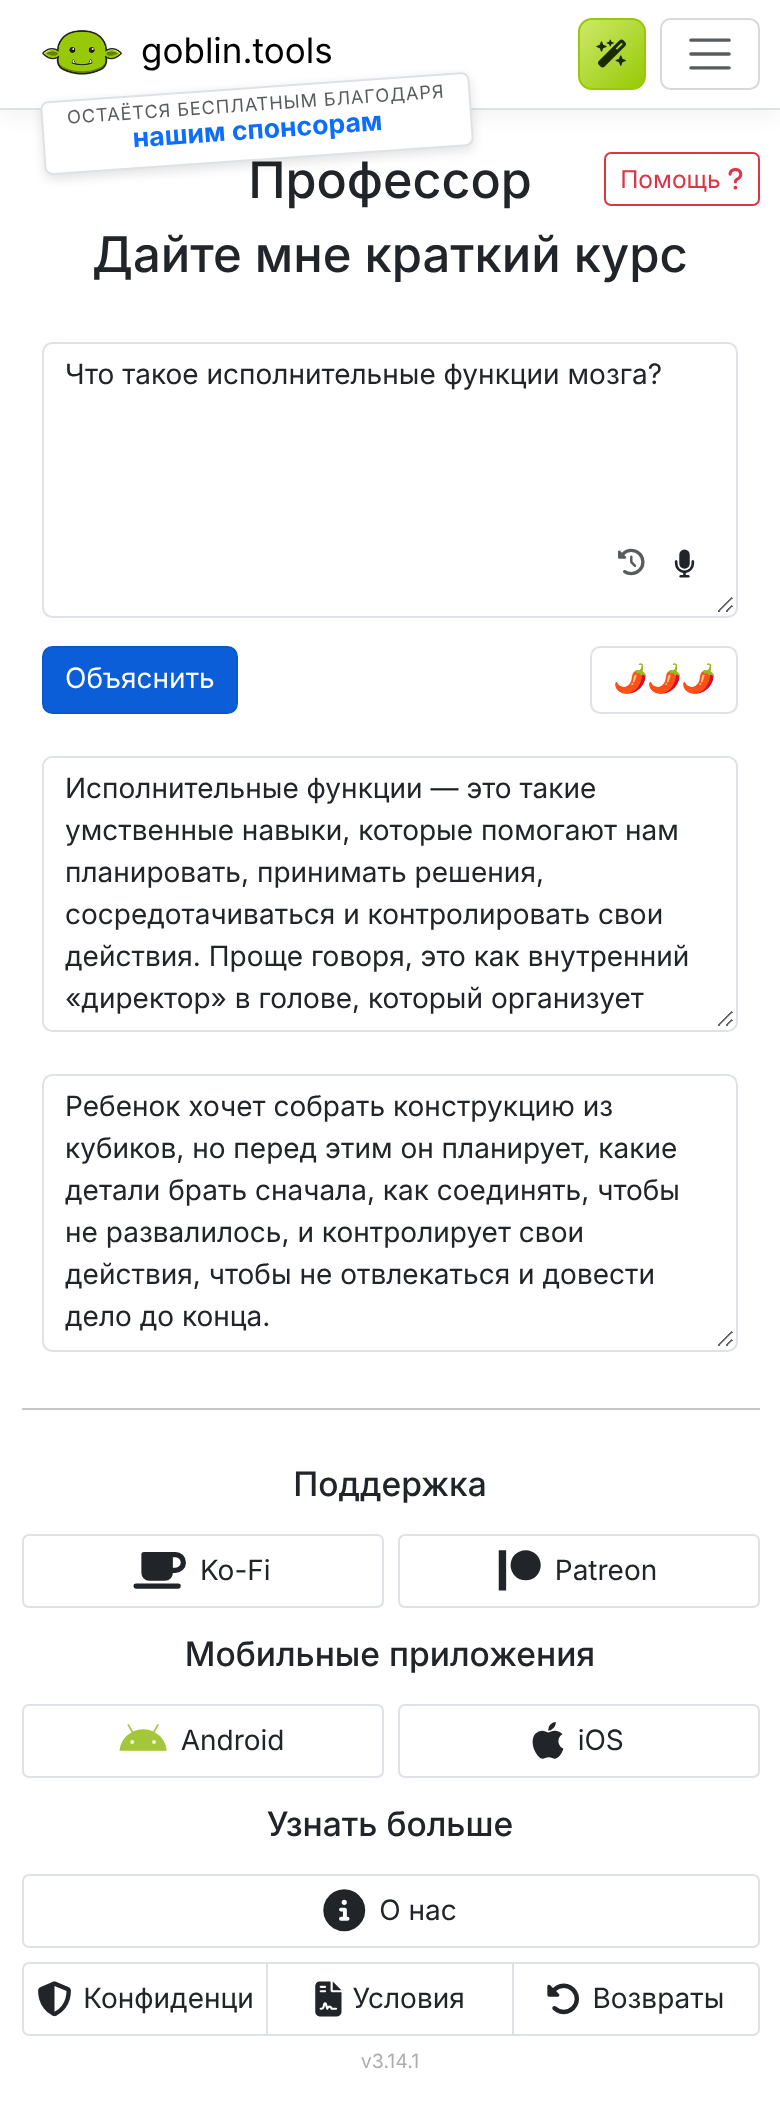 goblin.tools
ОСТАЁТСЯ БЕСПЛАТНЫМ БЛАГОДАРЯ
нашим спонсорам
Профессор
Помощь ?
Дайте мне краткий курс
Что такое исполнительные функции мозга?
Объяснить
Исполнительные функции — это такие
умственные навыки, которые помогают нам
планировать, принимать решения,
сосредотачиваться и контролировать свои
действия. Проще говоря, это как внутренний
«директор» в голове, который организует
Ребенок хочет собрать конструкцию из
кубиков, но перед этим он планирует, какие
детали брать сначала, как соединять, чтобы
не развалилось, и контролирует свои
действия, чтобы не отвлекаться и довести
дело до конца.
Поддержка
Ko-Fi
Patreon
Мобильные приложения
Android
iOS
Узнать больше
О нас
Конфиденци
Условия
Возвраты
v3.14.1